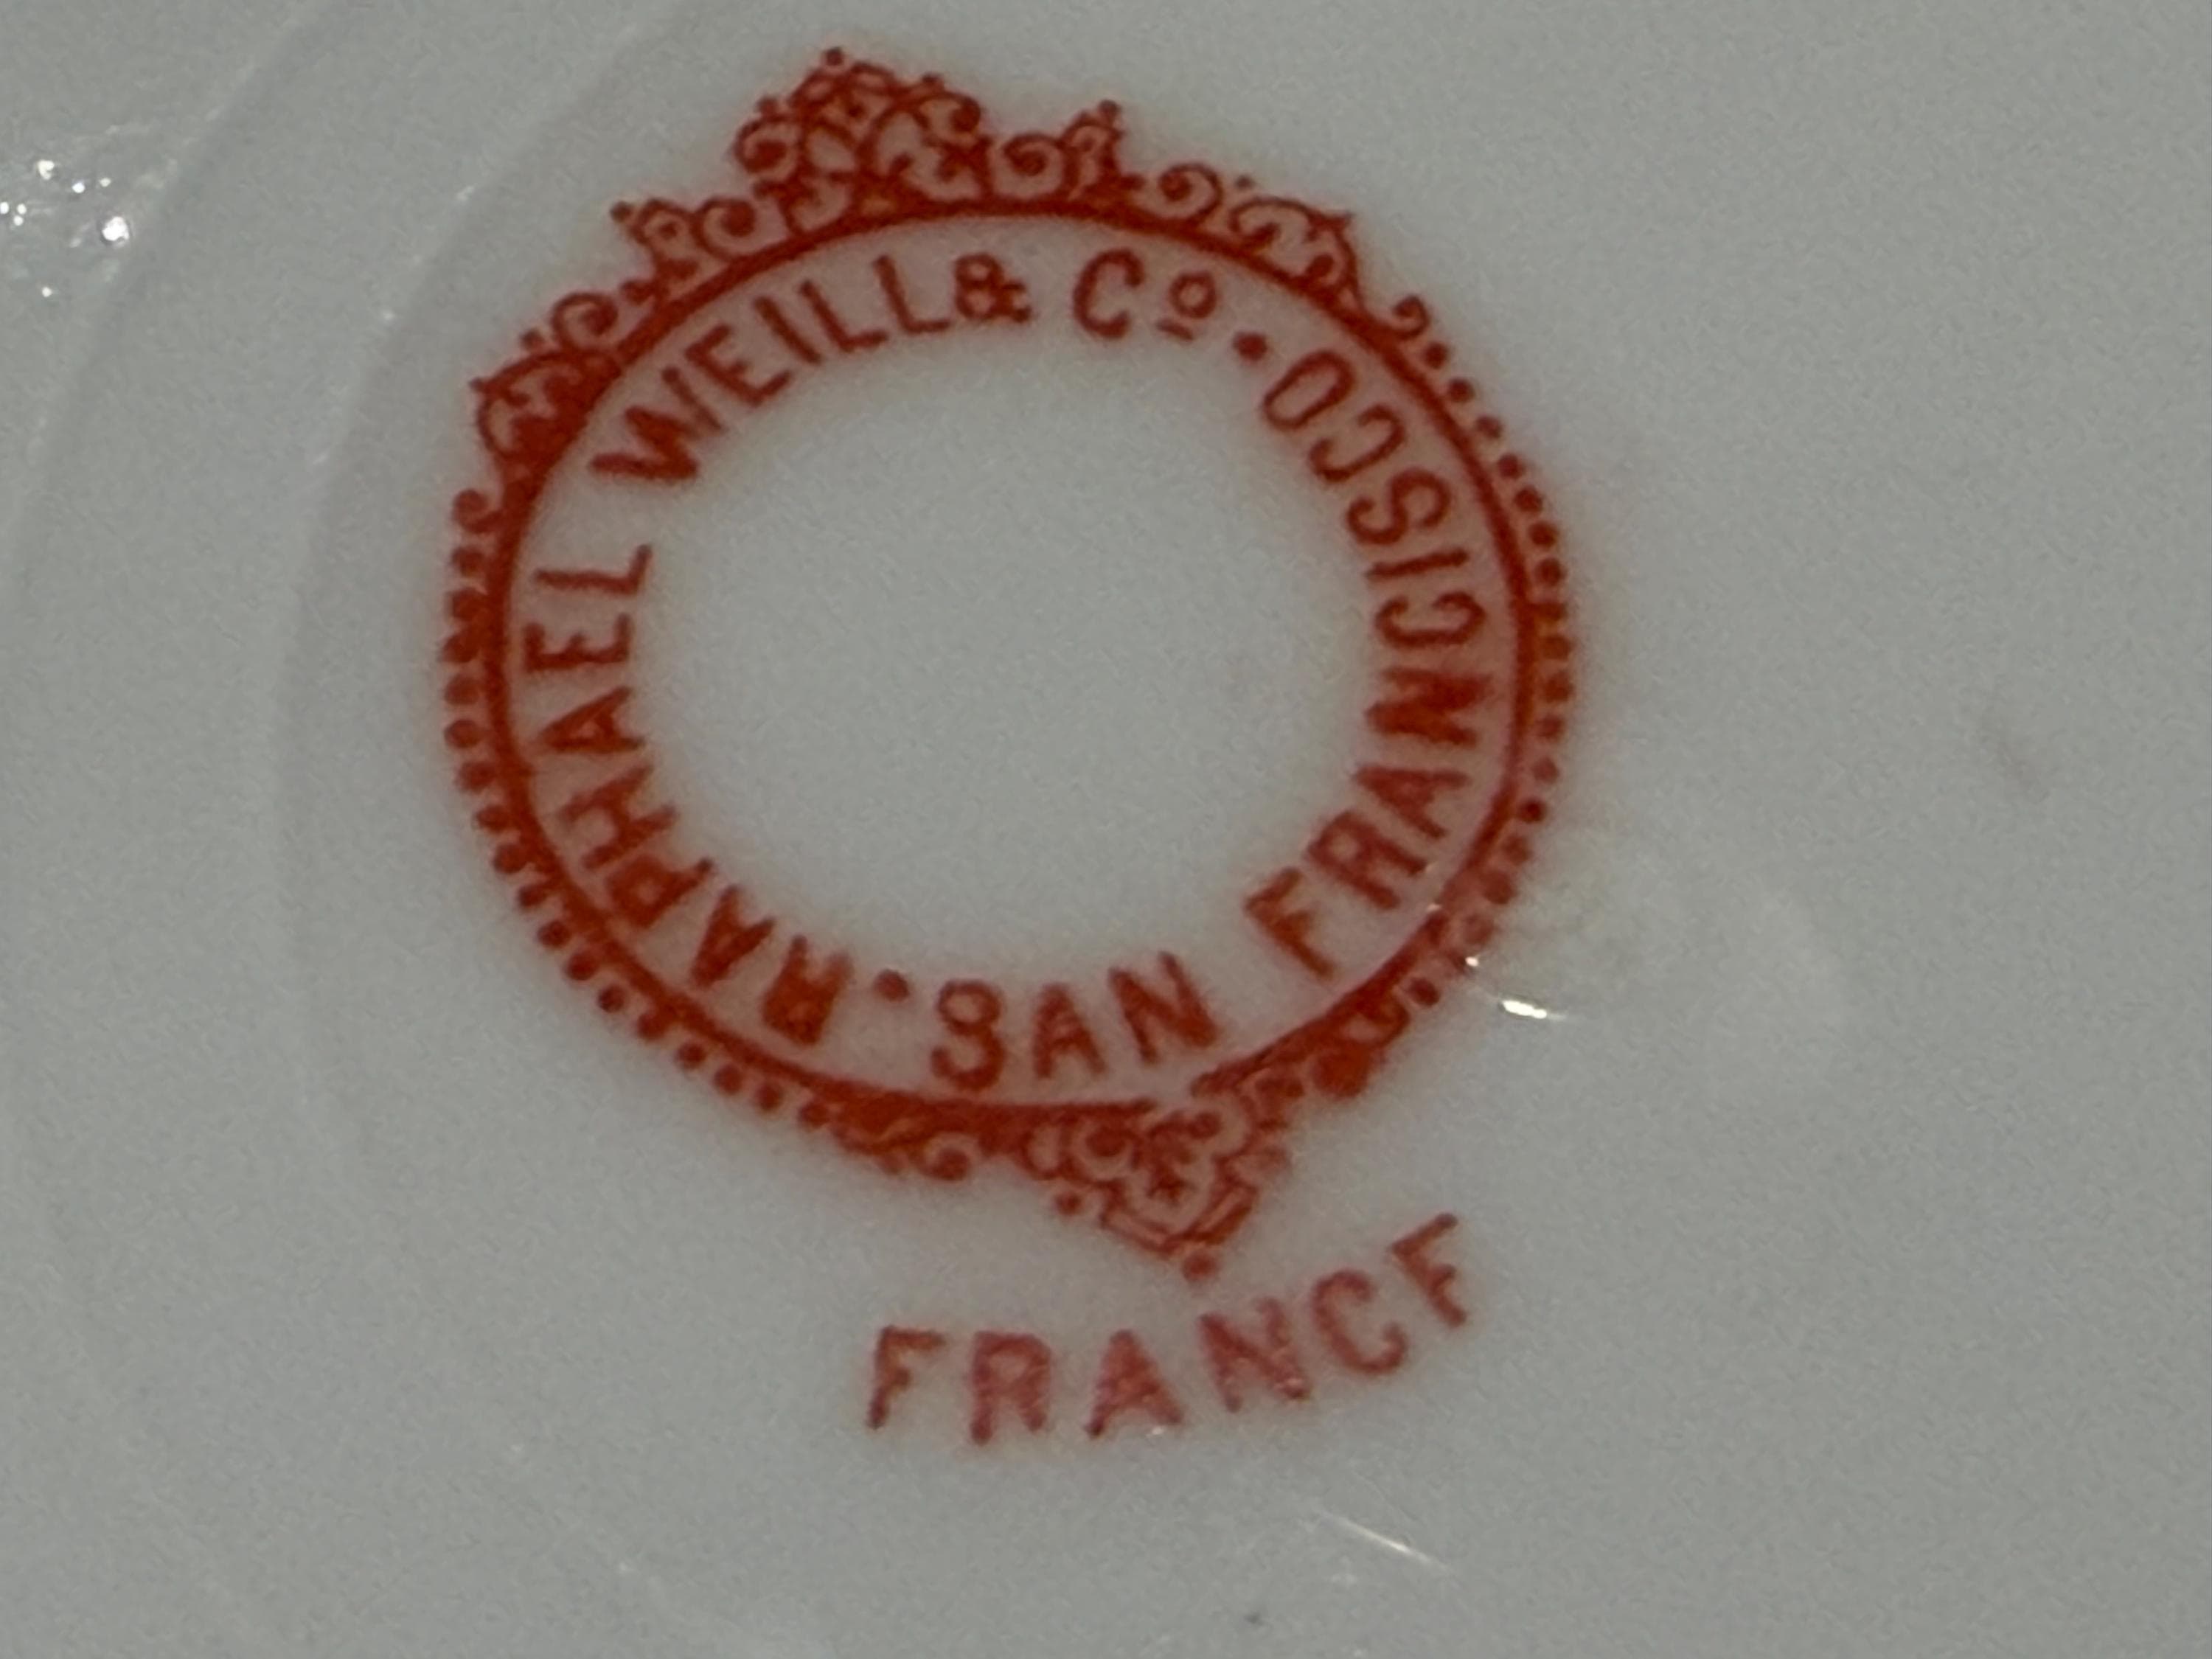 RAPHAEL WEILL & Cº • SAN FRANCISCO •
FRANCE